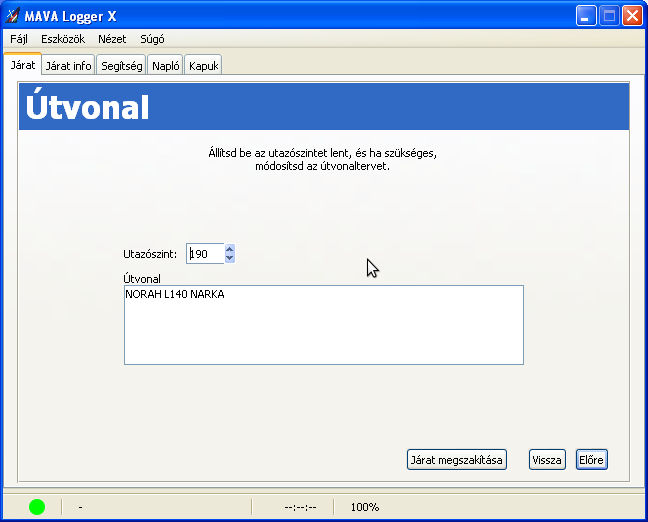 MAVA Logger X
Fájl Eszközök Nézet Súgó
Járat Járat info Segítség Napló Kapuk
Útvonal
Állítsd be az utazószintet lent, és ha szükséges,
módosítsd az útvonaltervet.
Utazószint: 190
Útvonal
NORAH L140 NARKA
Járat megszakítása Vissza Előre
- --:--:-- 100%